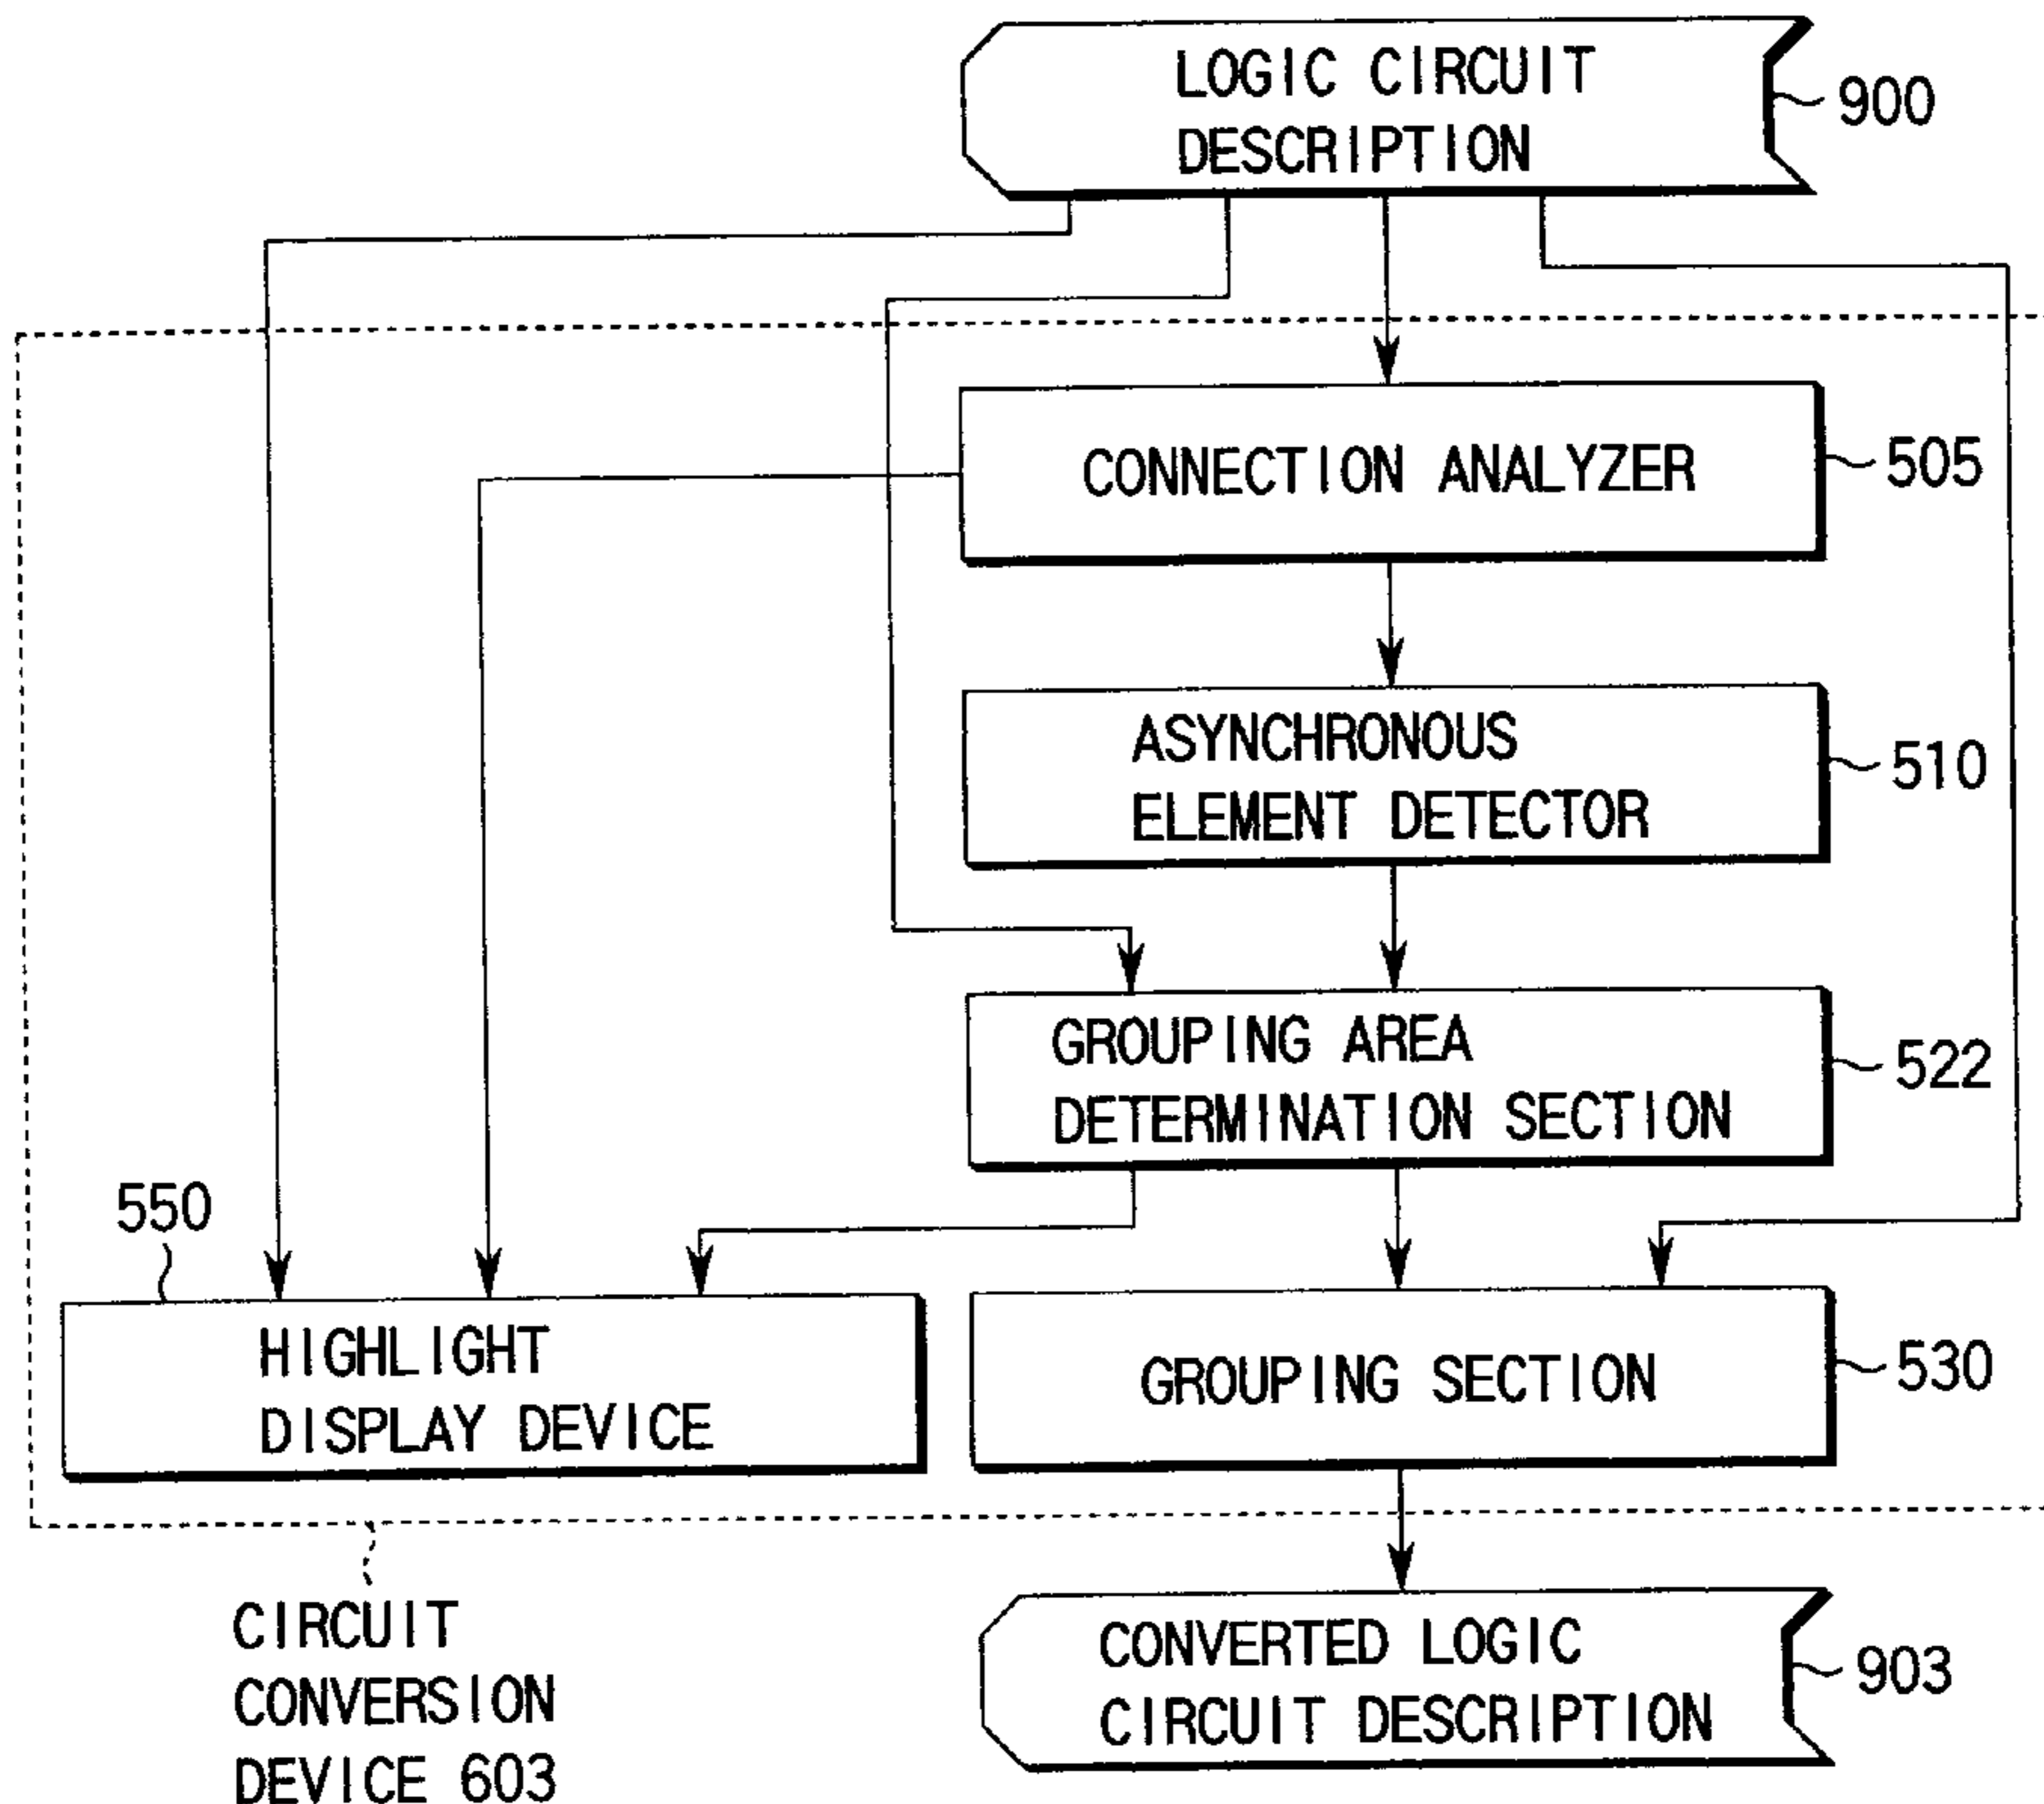 LOGIC CIRCUIT
DESCRIPTION
900
CONNECTION ANALYZER
505
ASYNCHRONOUS
ELEMENT DETECTOR
510
GROUPING AREA
DETERMINATION SECTION
522
550
HIGHLIGHT
DISPLAY DEVICE
GROUPING SECTION
530
CIRCUIT
CONVERSION
DEVICE 603
CONVERTED LOGIC
CIRCUIT DESCRIPTION
903